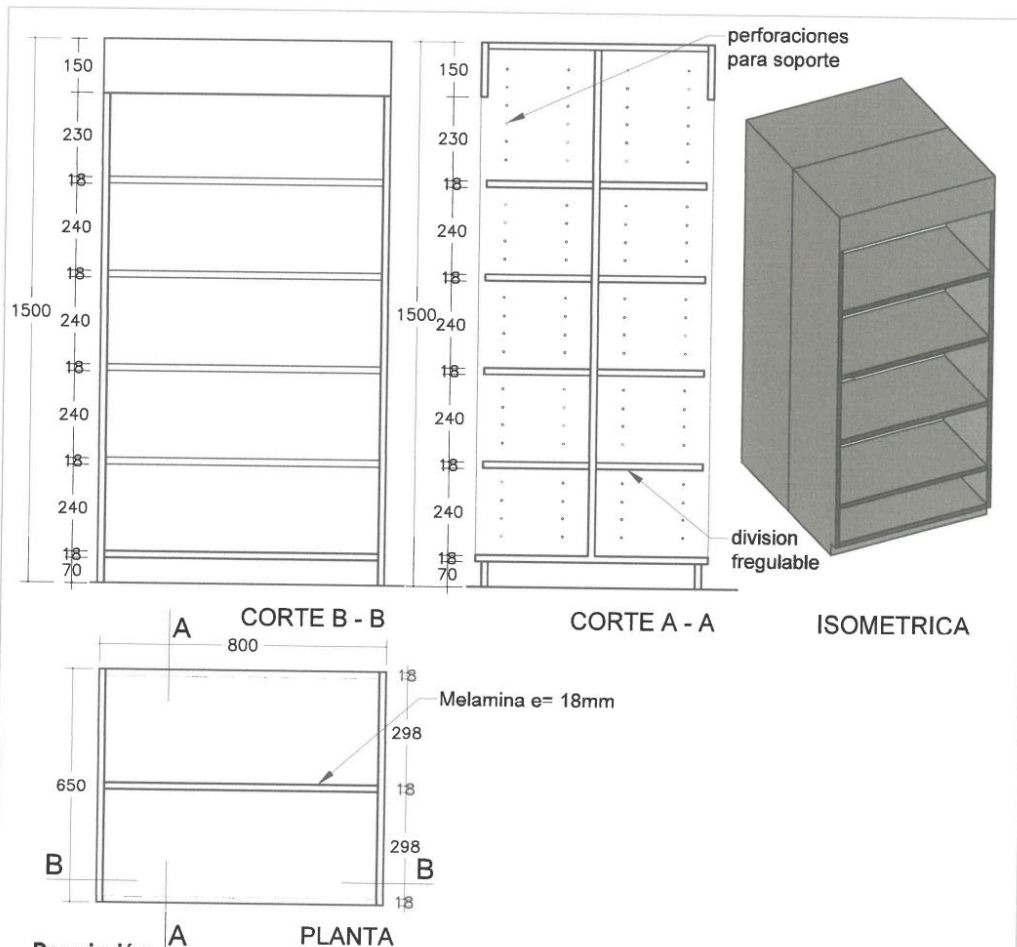 150
230
18
240
18
240
18
240
18
240
18
70
1500
CORTE B - B
150
230
18
240
18
240
18
240
18
240
18
70
1500
perforaciones
para soporte
division
fregulable
CORTE A - A
ISOMETRICA
A
800
650
18
298
18
298
18
Melamina e= 18mm
B
B
A
PLANTA